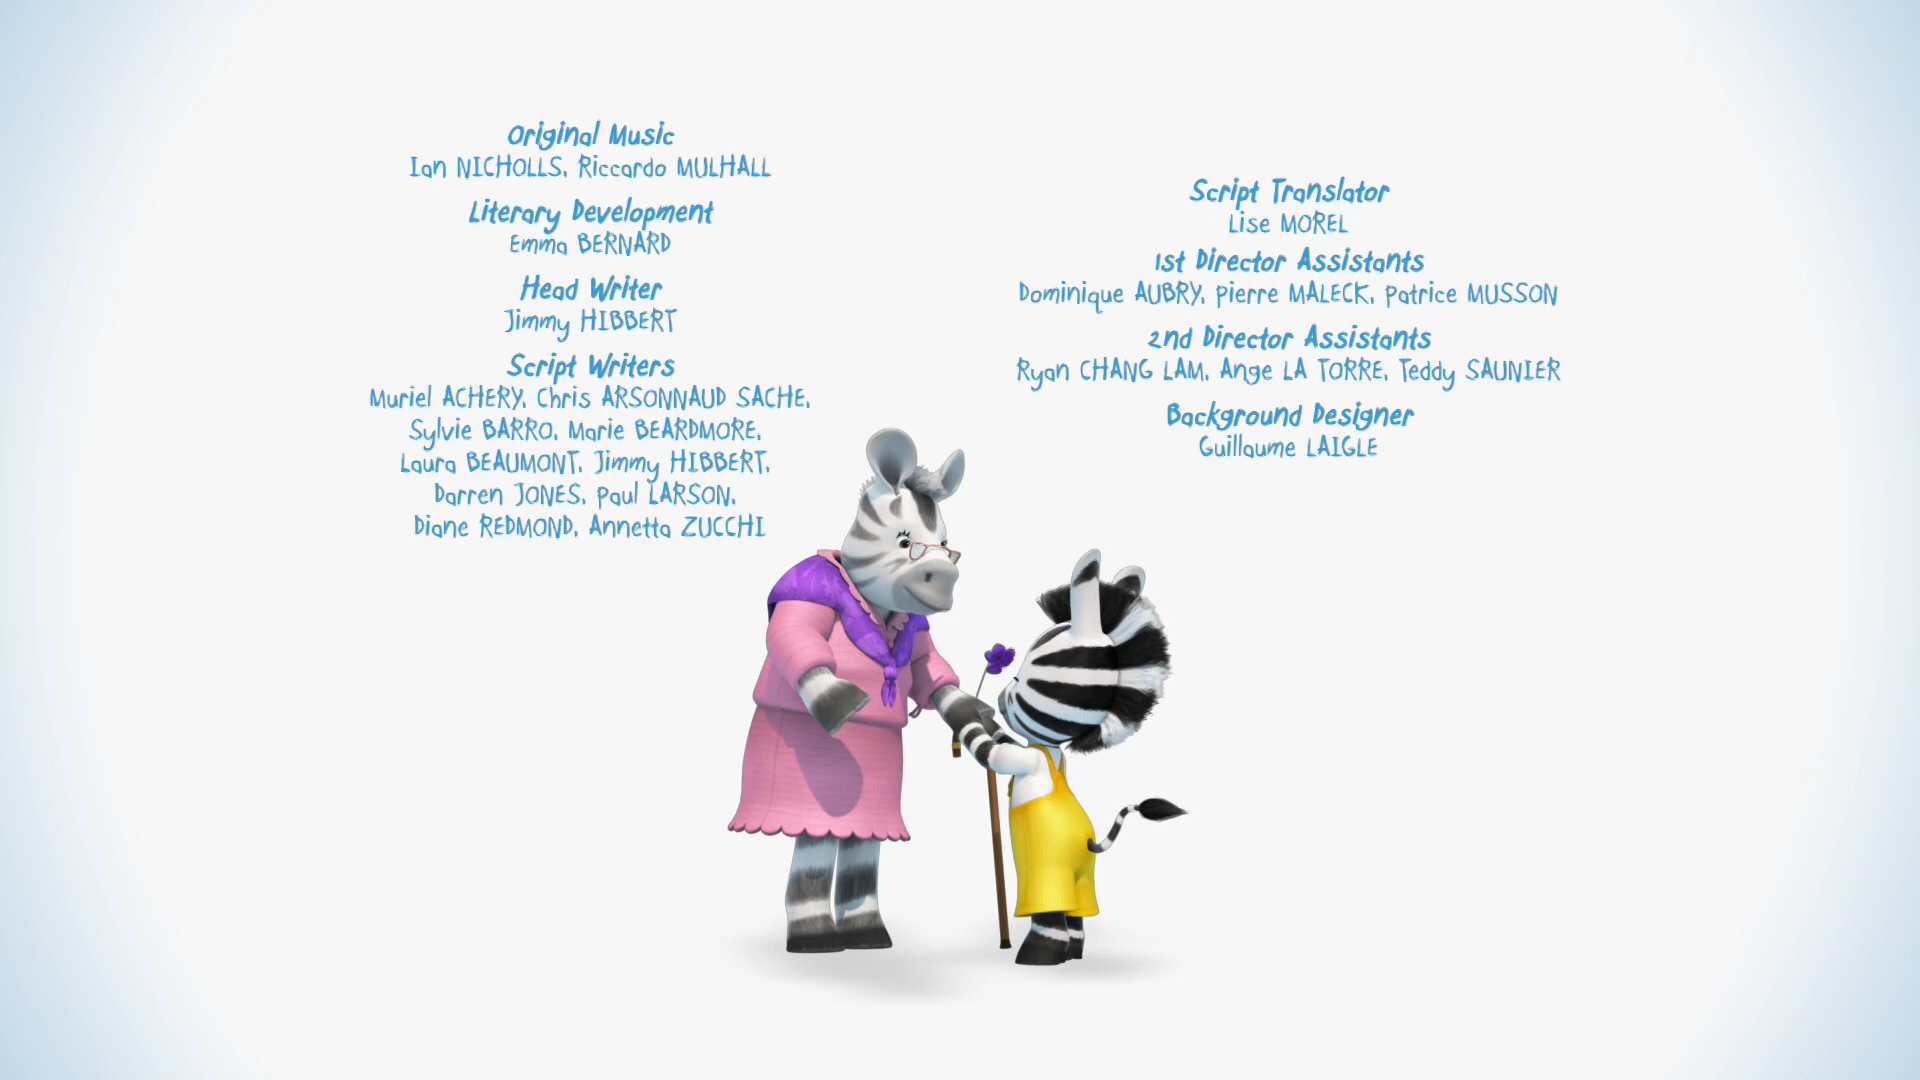 Original Music
Ian NICHOLLS, Riccardo MULHALL
Literary Development
Emma BERNARD
Head Writer
Jimmy HIBBERT
Script Writers
Muriel ACHERY, Chris ARSONNAUD SACHE,
Sylvie BARRO, Marie BEARDMORE,
Laura BEAUMONT, Jimmy HIBBERT,
Darren JONES, Paul LARSON,
Diane REDMOND, Annetta ZUCCHI
Script Translator
Lise MOREL
1st Director Assistants
Dominique AUBRY, Pierre MALECK, Patrice MUSSON
2nd Director Assistants
Ryan CHANG LAM, Ange LA TORRE, Teddy SAUNIER
Background Designer
Guillaume LAIGLE